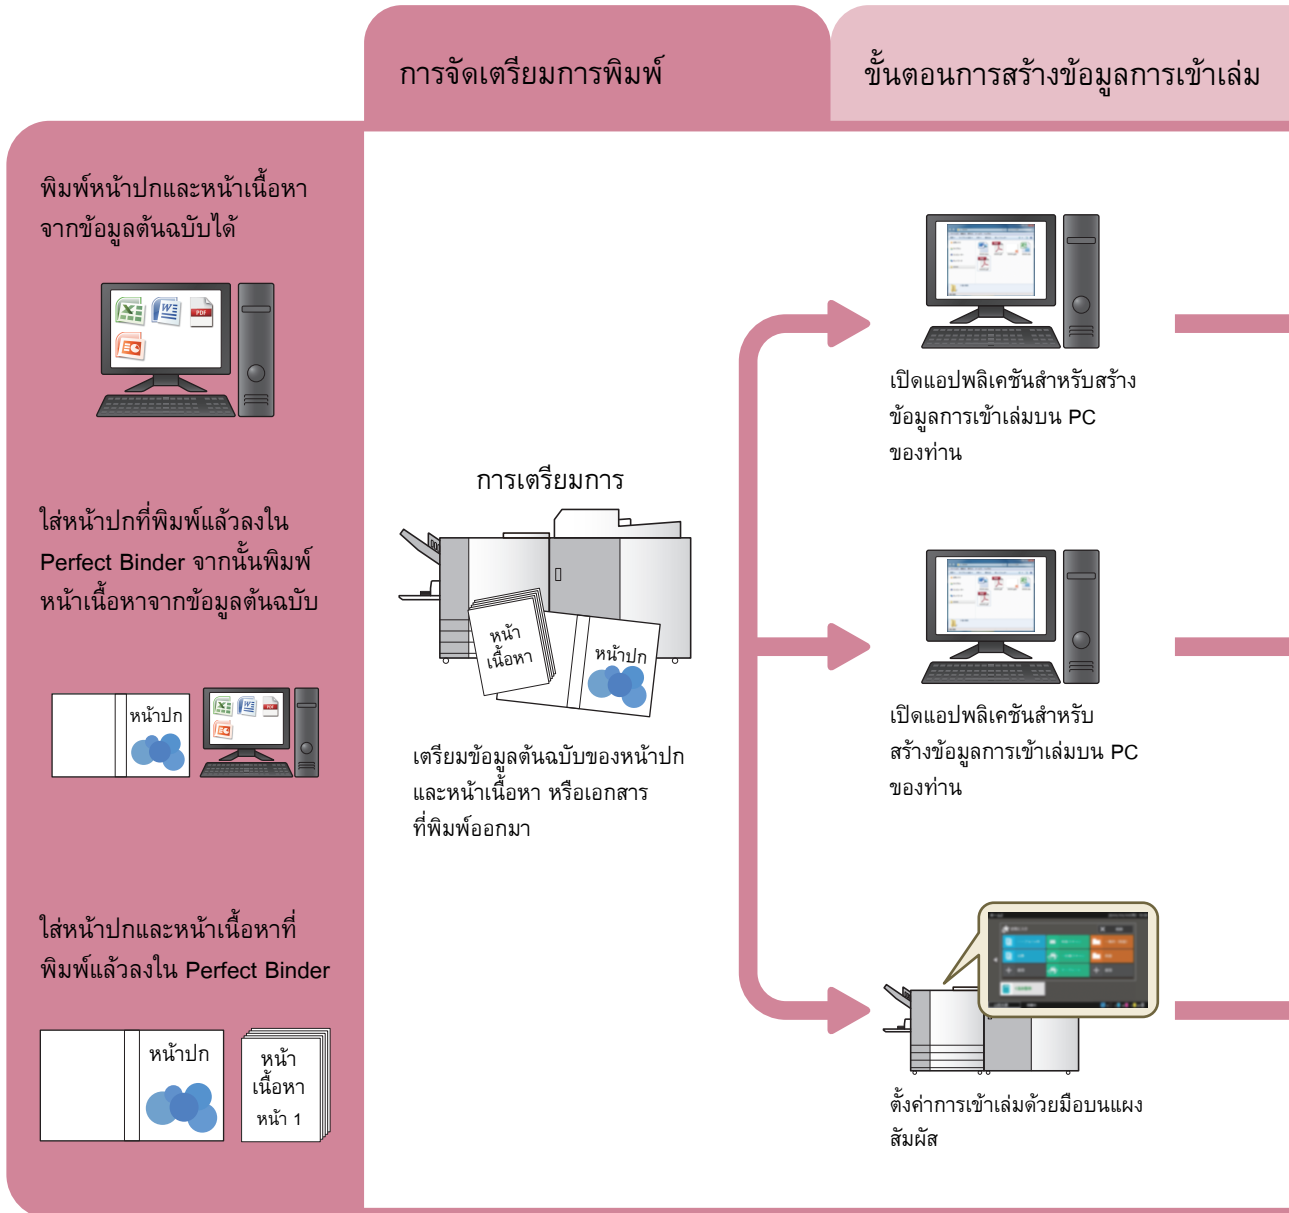 การจัดเตรียมการพิมพ์
ขั้นตอนการสร้างข้อมูลการเข้าเล่ม
พิมพ์หน้าปกและหน้าเนื้อหา
จากข้อมูลต้นฉบับได้
PDF
เปิดแอปพลิเคชันสำหรับสร้าง
ข้อมูลการเข้าเล่มบน PC
ของท่าน
ใส่หน้าปกที่พิมพ์แล้วลงใน
Perfect Binder จากนั้นพิมพ์
หน้าเนื้อหาจากข้อมูลต้นฉบับ
หน้าปก
PDF
การเตรียมการ
หน้า
เนื้อหา
หน้าปก
เตรียมข้อมูลต้นฉบับของหน้าปก
และหน้าเนื้อหา หรือเอกสาร
ที่พิมพ์ออกมา
เปิดแอปพลิเคชันสำหรับ
สร้างข้อมูลการเข้าเล่มบน PC
ของท่าน
ใส่หน้าปกและหน้าเนื้อหาที่
พิมพ์แล้วลงใน Perfect Binder
หน้าปก
หน้า
เนื้อหา
หน้า 1
ตั้งค่าการเข้าเล่มด้วยมือบนแผง
สัมผัส